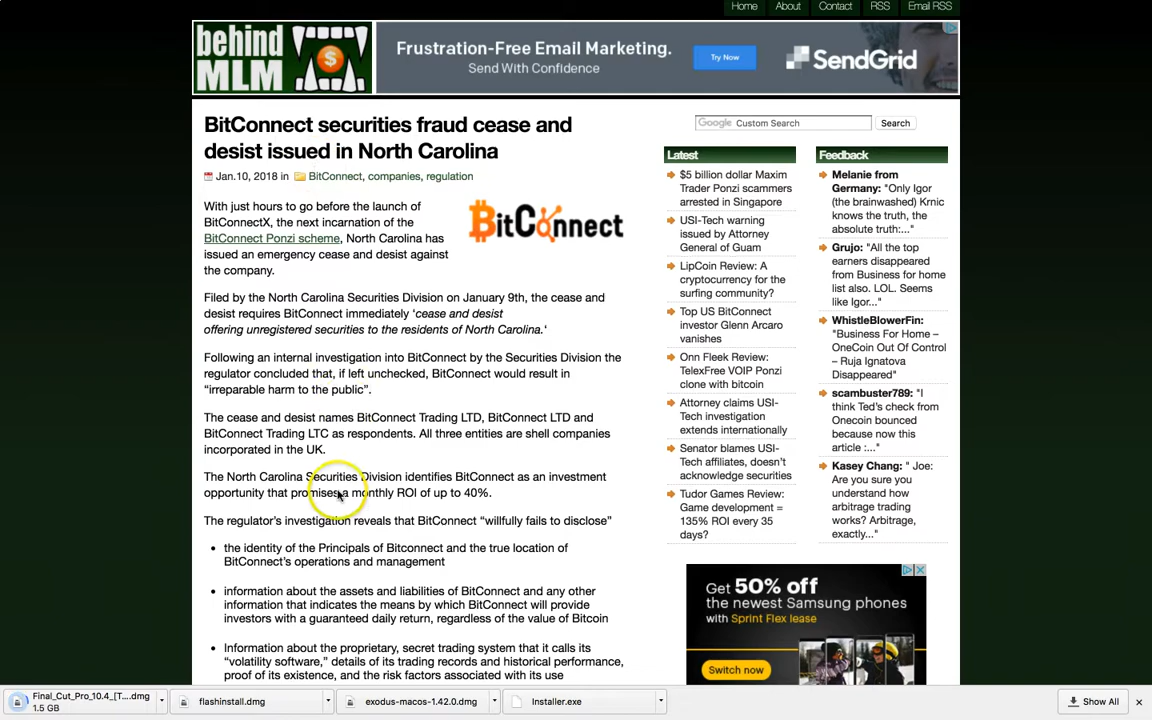 Home About Contact RSS Email RSS
behind
MLM
Frustration-Free Email Marketing.
Send With Confidence
Try Now
SendGrid
BitConnect securities fraud cease and
desist issued in North Carolina
Jan.10, 2018 in BitConnect, companies, regulation
With just hours to go before the launch of
BitConnectX, the next incarnation of the
BitConnect Ponzi scheme, North Carolina has
issued an emergency cease and desist against
the company.
BitConnect
Filed by the North Carolina Securities Division on January 9th, the cease and
desist requires BitConnect immediately ‘cease and desist
offering unregistered securities to the residents of North Carolina.‘
Following an internal investigation into BitConnect by the Securities Division the
regulator concluded that, if left unchecked, BitConnect would result in
“irreparable harm to the public”.
The cease and desist names BitConnect Trading LTD, BitConnect LTD and
BitConnect Trading LTC as respondents. All three entities are shell companies
incorporated in the UK.
The North Carolina Securities Division identifies BitConnect as an investment
opportunity that promises a monthly ROI of up to 40%.
The regulator’s investigation reveals that BitConnect “willfully fails to disclose”
• the identity of the Principals of Bitconnect and the true location of
BitConnect’s operations and management
• information about the assets and liabilities of BitConnect and any other
information that indicates the means by which BitConnect will provide
investors with a guaranteed daily return, regardless of the value of Bitcoin
• Information about the proprietary, secret trading system that it calls its
“volatility software,” details of its trading records and historical performance,
proof of its existence, and the risk factors associated with its use
Google Custom Search Search
Latest
$5 billion dollar Maxim
Trader Ponzi scammers
arrested in Singapore
USI-Tech warning
issued by Attorney
General of Guam
LipCoin Review: A
cryptocurrency for the
surfing community?
Top US BitConnect
investor Glenn Arcaro
vanishes
Onn Fleek Review:
TelexFree VOIP Ponzi
clone with bitcoin
Attorney claims USI-
Tech investigation
extends internationally
Senator blames USI-
Tech affiliates, doesn’t
acknowledge securities
Tudor Games Review:
Game development =
135% ROI every 35
days?
Feedback
Melanie from
Germany: "Only Igor
(the brainwashed) Krnic
knows the truth, the
absolute truth:..."
Grujo: "All the top
earners disappeared
from Business for home
list also. LOL. Seems
like Igor..."
WhistleBlowerFin:
"Business For Home –
OneCoin Out Of Control
– Ruja Ignatova
Disappeared"
scambuster789: "I
think Ted’s check from
Onecoin bounced
because now this
article :..."
Kasey Chang: " Joe:
Are you sure you
understand how
arbitrage trading
works? Arbitrage,
exactly..."
Get 50% off
the newest Samsung phones
with Sprint Flex lease
Switch now
Final_Cut_Pro_10.4_[T....dmg
1.5 GB
flashinstall.dmg
exodus-macos-1.42.0.dmg
Installer.exe
Show All